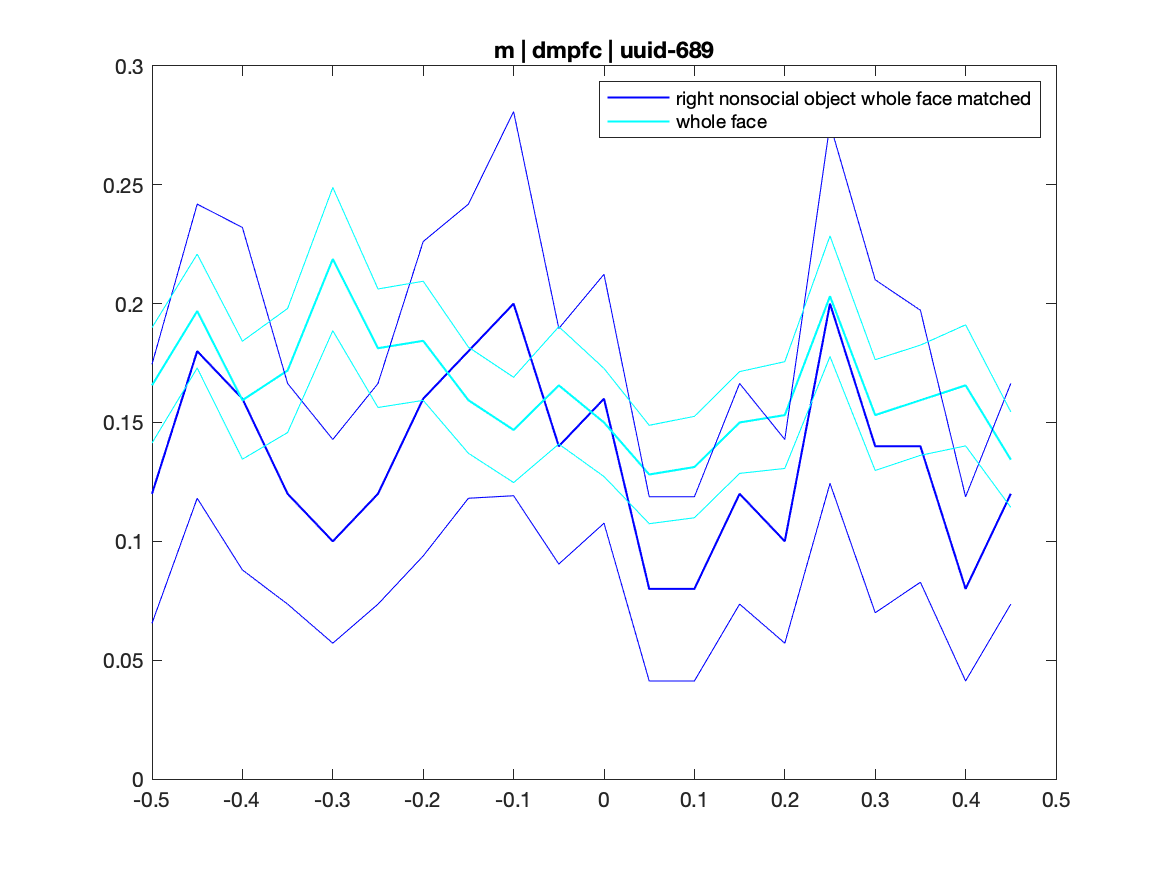 m | dmpfc | uuid-689
right nonsocial object whole face matched
whole face
0.3
0.25
0.2
0.15
0.1
0.05
0
-0.5 -0.4 -0.3 -0.2 -0.1 0 0.1 0.2 0.3 0.4 0.5